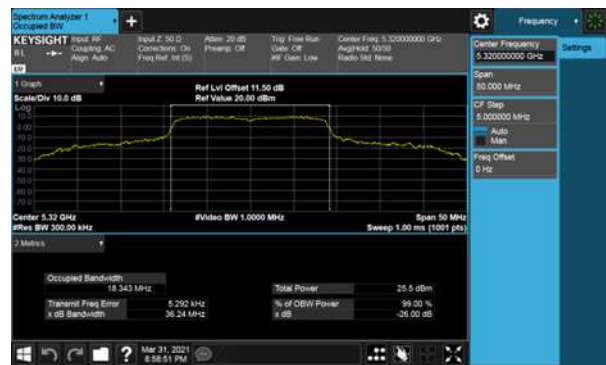 Spectrum Analyzer 1
Occupied BW
+
Frequency
KEYSIGHT
Input: RF
Coupling: AC
Align: Auto
Input Z: 50 Ω
Corrections: On
Freq Ref: Int (S)
Atten: 20 dB
Preamp: Off
Trig: Free Run
Gate: Off
#IF Gain: Low
Center Freq: 5.320000000 GHz
Avg|Hold: 50/50
Radio Std: None
LV
Center Frequency
5.320000000 GHz
Settings
Span
50.000 MHz
CF Step
5.000000 MHz
Auto
Man
Freq Offset
0 Hz
1 Graph
Scale/Div 10.0 dB
Ref Lvl Offset 11.50 dB
Ref Value 20.00 dBm
Log
10.0
0.00
-10.0
-20.0
-30.0
-40.0
-50.0
-60.0
-70.0
Center 5.32 GHz
#Res BW 300.00 kHz
#Video BW 1.0000 MHz
Span 50 MHz
Sweep 1.00 ms (1001 pts)
2 Metrics
Occupied Bandwidth
18.343 MHz
Total Power 25.5 dBm
Transmit Freq Error 5.292 kHz
% of OBW Power 99.00 %
x dB Bandwidth 36.24 MHz
x dB -26.00 dB
?
Mar 31, 2021
6:58:51 PM